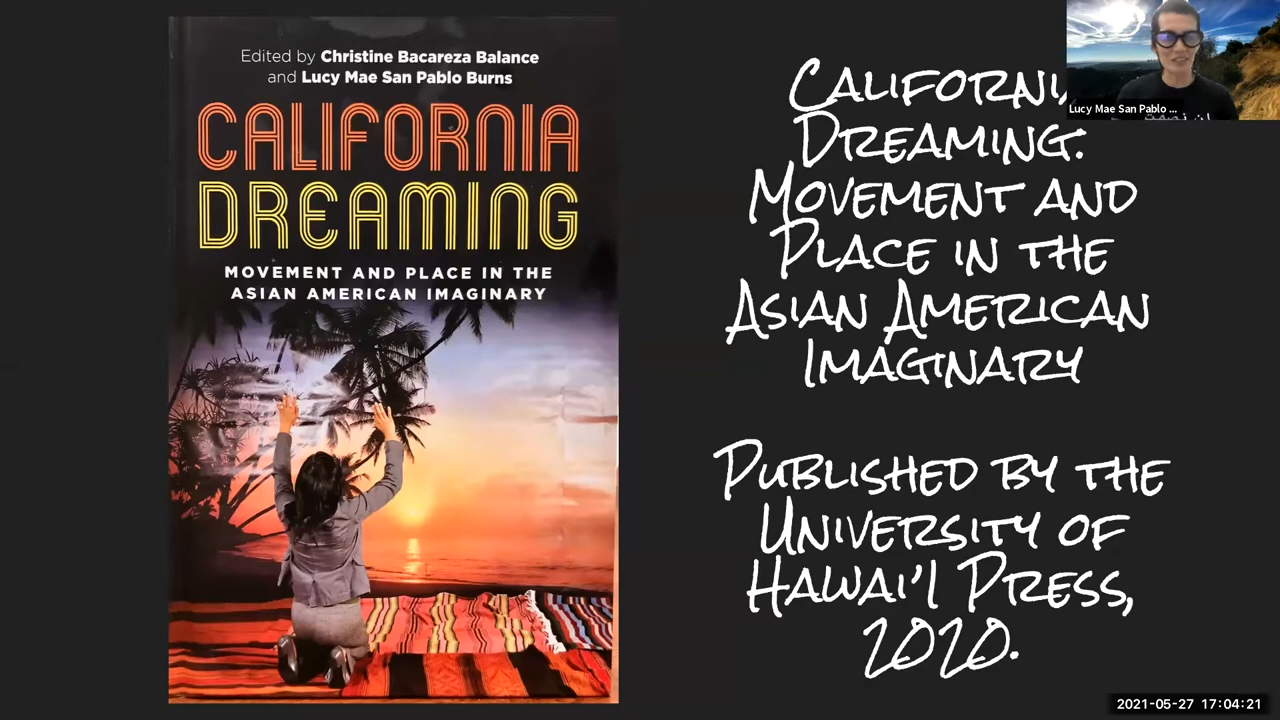 Edited by Christine Bacareza Balance
and Lucy Mae San Pablo Burns
CALIFORNIA
DREAMING
MOVEMENT AND PLACE IN THE
ASIAN AMERICAN IMAGINARY
CALIFORNIA
DREAMING:
MOVEMENT AND
PLACE IN THE
ASIAN AMERICAN
IMAGINARY
PUBLISHED BY THE
UNIVERSITY OF
HAWAI'I PRESS,
2020.
Lucy Mae San Pablo ...
2021-05-27 17:04:21